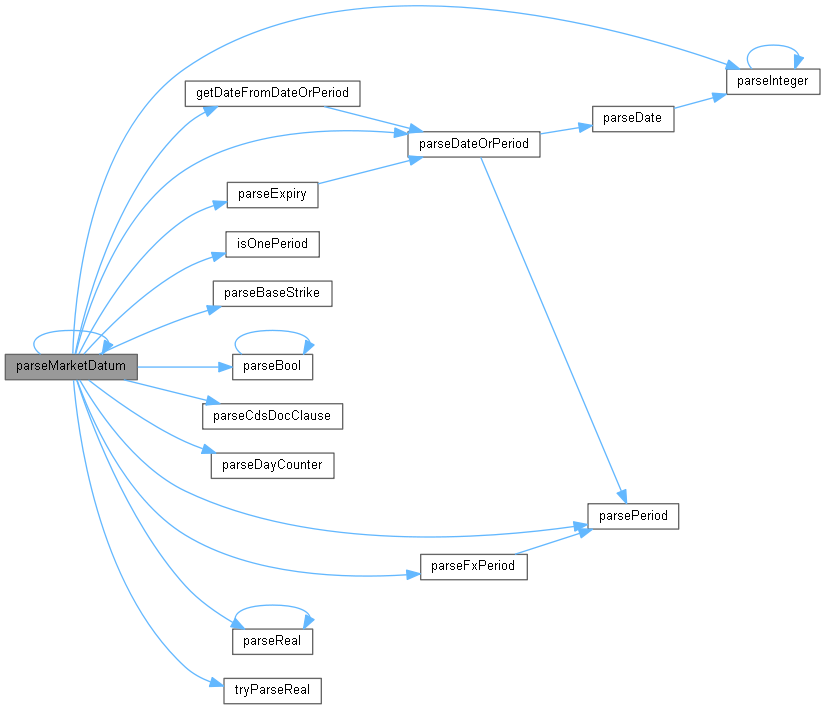 parseInteger
getDateFromDateOrPeriod
parseDate
parseDateOrPeriod
parseExpiry
isOnePeriod
parseBaseStrike
parseMarketDatum
parseBool
parseCdsDocClause
parseDayCounter
parsePeriod
parseFxPeriod
parseReal
tryParseReal